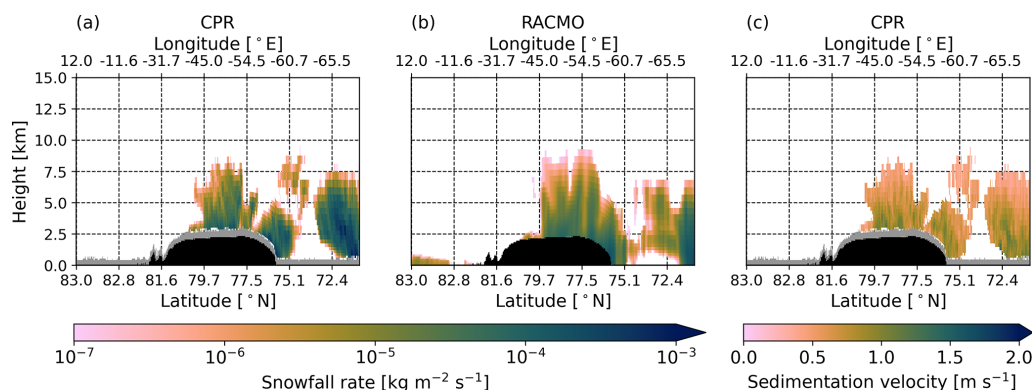 (a) CPR
Longitude [°E]
12.0 -11.6 -31.7 -45.0 -54.5 -60.7 -65.5
15.0
12.5
10.0
7.5
5.0
2.5
0.0
Height [km]
83.0 82.8 81.6 79.9 77.5 75.1 72.4
Latitude [°N]
(b) RACMO
Longitude [°E]
12.0 -11.6 -31.7 -45.0 -54.5 -60.7 -65.5
83.0 82.8 81.6 79.9 77.5 75.1 72.4
Latitude [°N]
(c) CPR
Longitude [°E]
12.0 -11.6 -31.7 -45.0 -54.5 -60.7 -65.5
83.0 82.8 81.6 79.9 77.5 75.1 72.4
Latitude [°N]
10⁻⁷ 10⁻⁶ 10⁻⁵ 10⁻⁴ 10⁻³
Snowfall rate [kg m⁻² s⁻¹]
0.0 0.5 1.0 1.5 2.0
Sedimentation velocity [m s⁻¹]